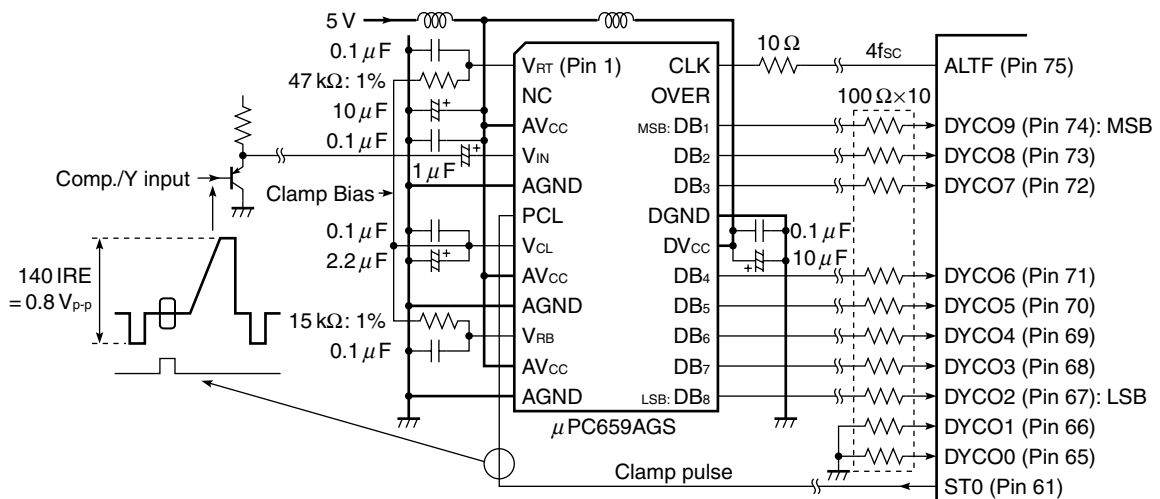 5 V
0.1 μF
47 kΩ: 1%
10 μF
0.1 μF
1 μF
Comp./Y input
Clamp Bias
0.1 μF
2.2 μF
15 kΩ: 1%
0.1 μF
140 IRE
= 0.8 Vp-p
VRT (Pin 1)
NC
AVCC
VIN
AGND
PCL
VCL
AVCC
AGND
VRB
AVCC
AGND
CLK
OVER
MSB: DB1
DB2
DB3
DGND
DVCC
DB4
DB5
DB6
DB7
LSB: DB8
μPC659AGS
10 Ω
4fSC
100 Ω×10
0.1 μF
10 μF
ALTF (Pin 75)
DYCO9 (Pin 74): MSB
DYCO8 (Pin 73)
DYCO7 (Pin 72)
DYCO6 (Pin 71)
DYCO5 (Pin 70)
DYCO4 (Pin 69)
DYCO3 (Pin 68)
DYCO2 (Pin 67): LSB
DYCO1 (Pin 66)
DYCO0 (Pin 65)
ST0 (Pin 61)
Clamp pulse
+
+
+
+